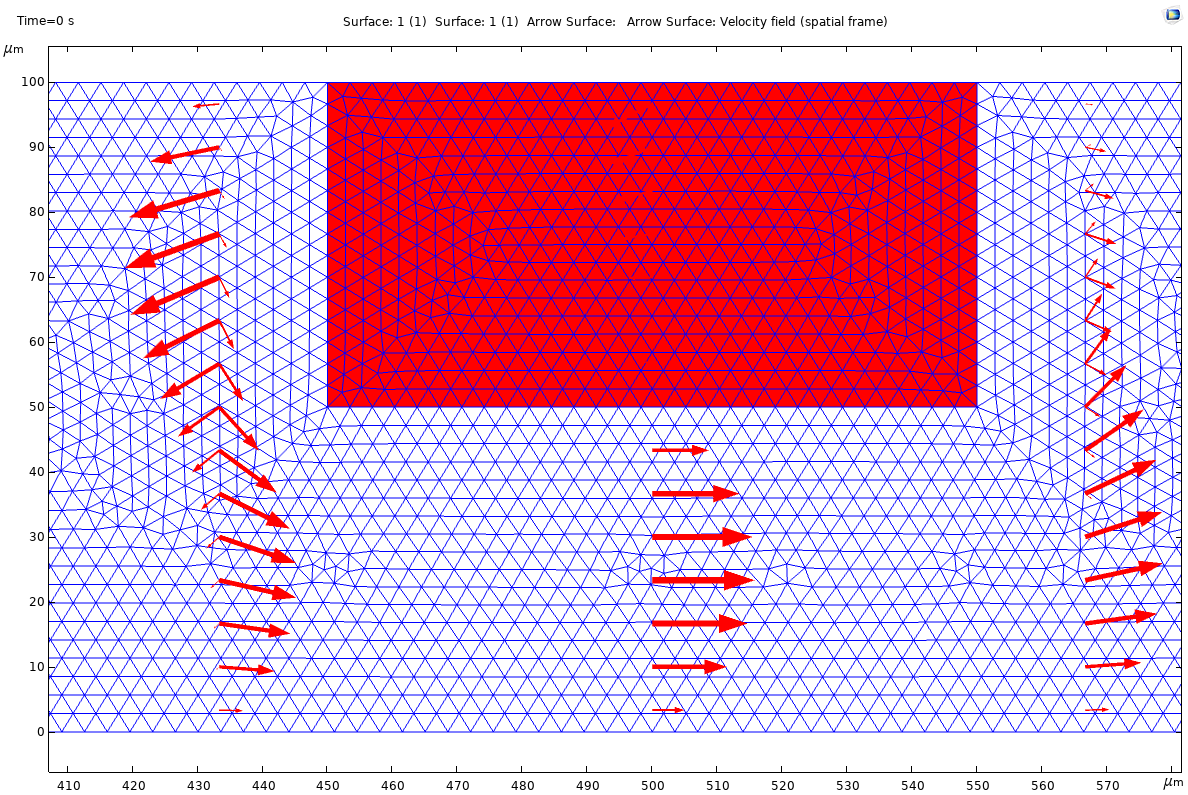 Time=0 s
Surface: 1 (1) Surface: 1 (1) Arrow Surface: Arrow Surface: Velocity field (spatial frame)
µm
100
90
80
70
60
50
40
30
20
10
0
410 420 430 440 450 460 470 480 490 500 510 520 530 540 550 560 570 µm